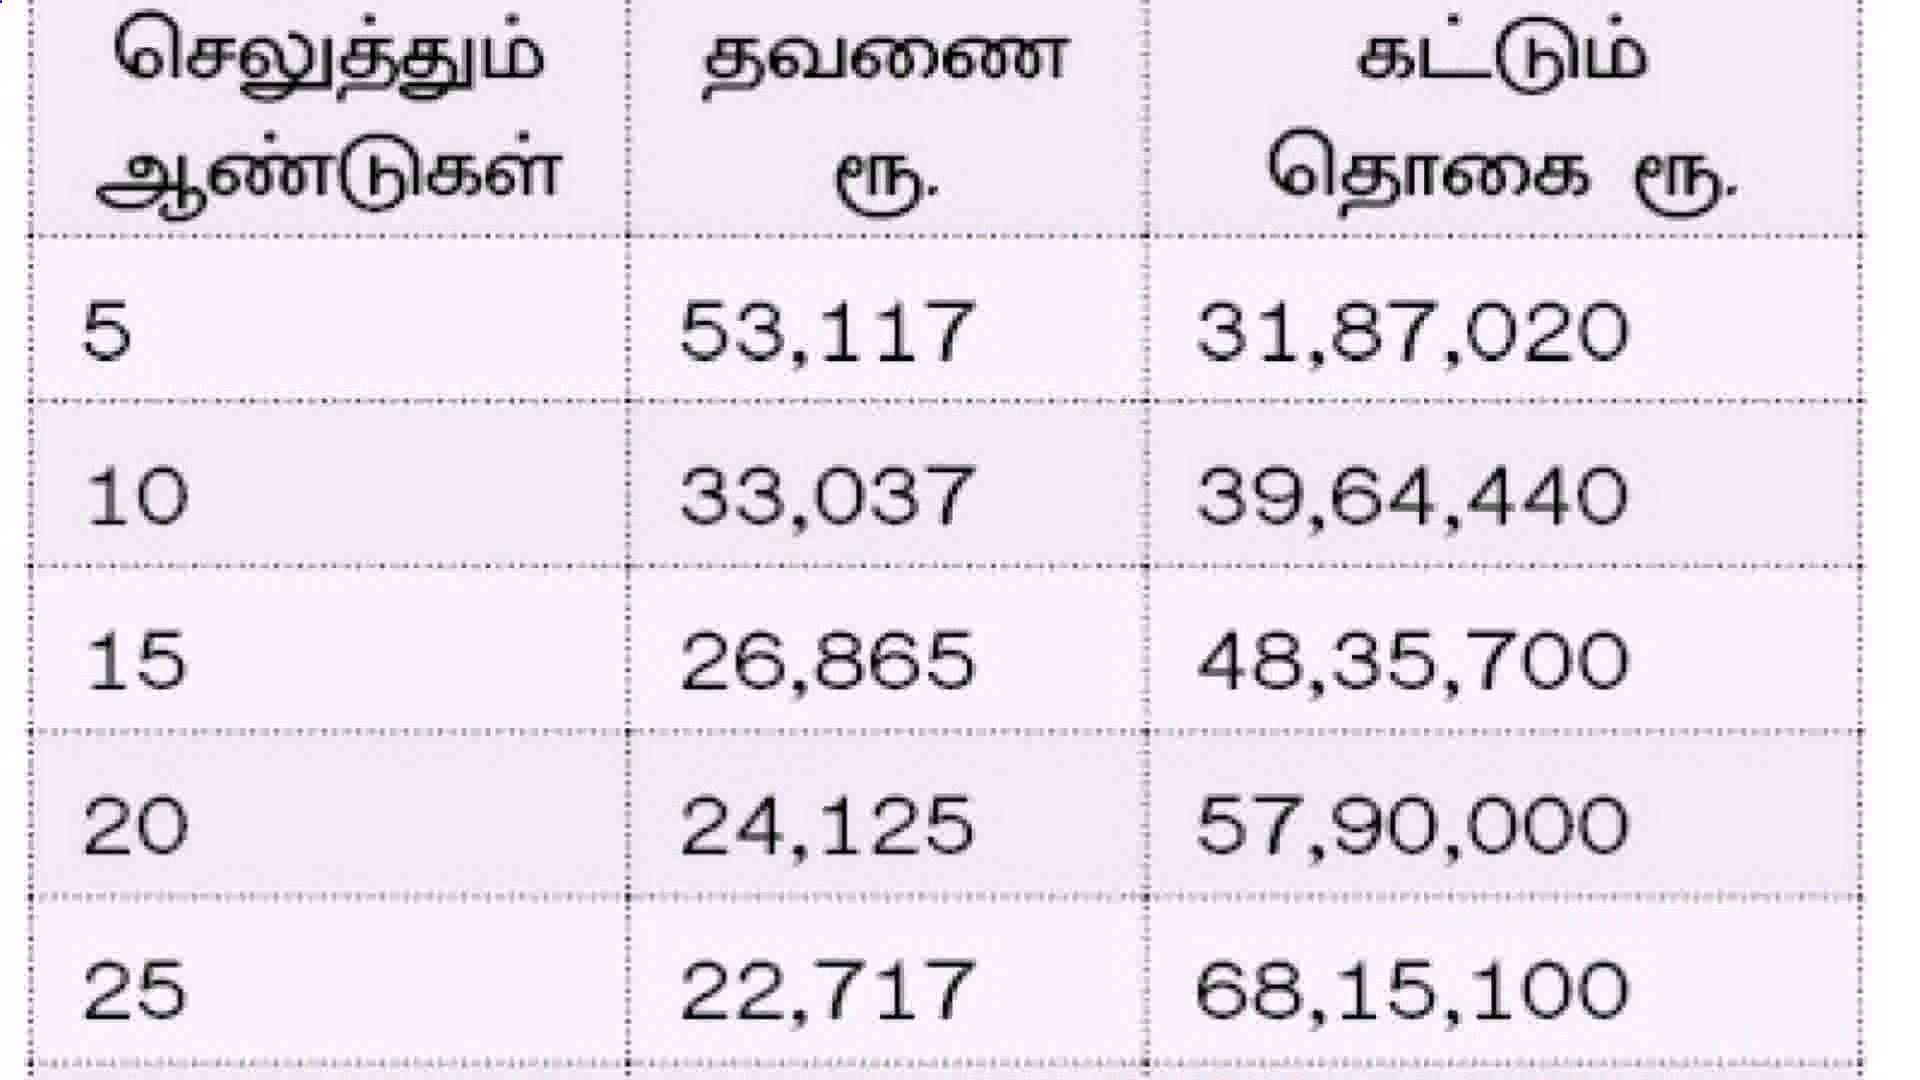 செலுத்தும் ஆண்டுகள் தவணை ரூ. கட்டும் தொகை ரூ.
5 53,117 31,87,020
10 33,037 39,64,440
15 26,865 48,35,700
20 24,125 57,90,000
25 22,717 68,15,100